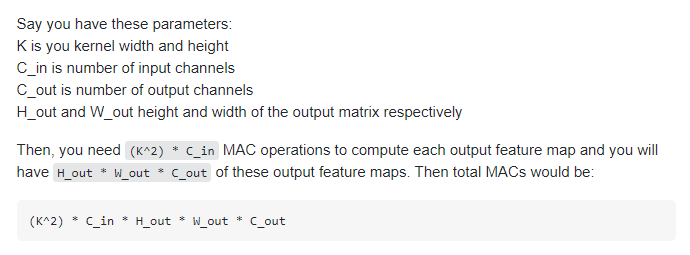 Say you have these parameters:
K is you kernel width and height
C_in is number of input channels
C_out is number of output channels
H_out and W_out height and width of the output matrix respectively
Then, you need (K^2) * C_in MAC operations to compute each output feature map and you will
have H_out * W_out * C_out of these output feature maps. Then total MACs would be:
(K^2) * C_in * H_out * W_out * C_out